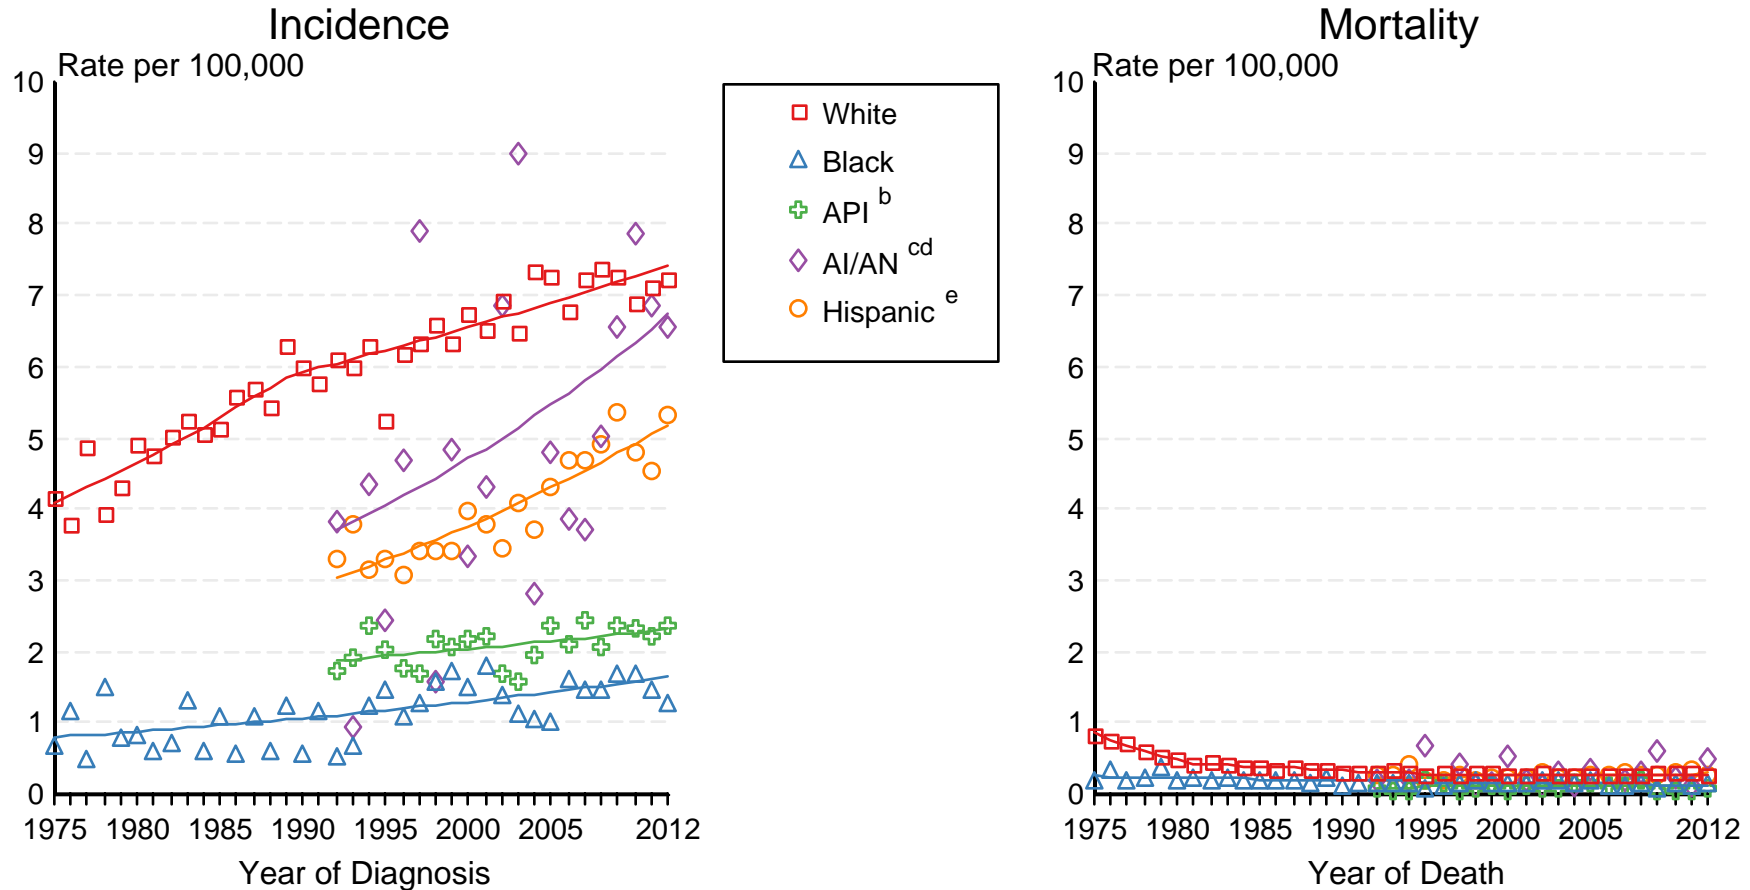 Incidence
Rate per 100,000
10
9
8
7
6
5
4
3
2
1
0
1975 1980 1985 1990 1995 2000 2005 2012
Year of Diagnosis
White
Black
API b
AI/AN cd
Hispanic e
Mortality
Rate per 100,000
10
9
8
7
6
5
4
3
2
1
0
1975 1980 1985 1990 1995 2000 2005 2012
Year of Death